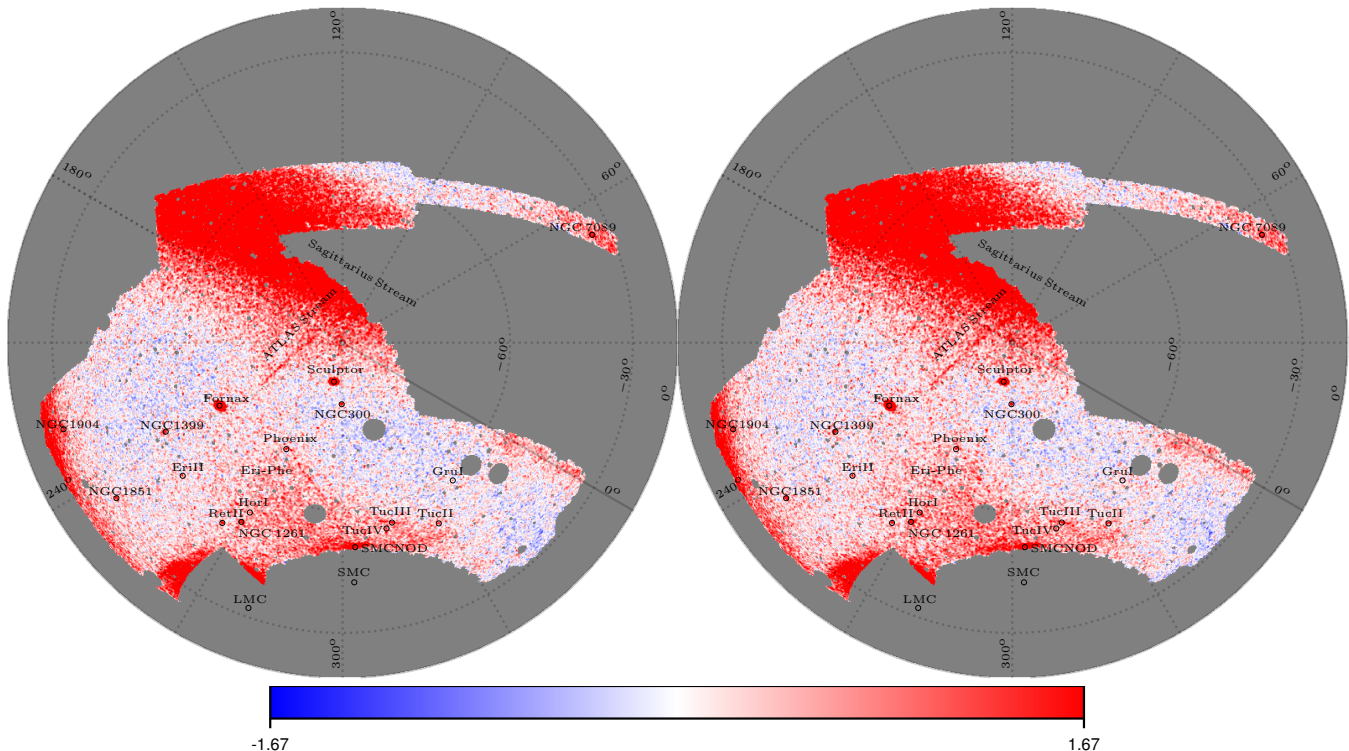 120°
180°
60°
NGC 7089
Sagittarius Stream
ATLAS Stream
−60°
−30°
0°
Sculptor
Fornax
NGC300
NGC1904
NGC1399
Phoenix
EriII
Eri-Phe
GruI
240°
NGC1851
0°
HorI
RetII
TucIII
TucII
NGC 1261
TucIV
SMCNOD
SMC
LMC
300°
120°
180°
60°
NGC 7089
Sagittarius Stream
ATLAS Stream
−60°
−30°
0°
Sculptor
Fornax
NGC300
NGC1904
NGC1399
Phoenix
EriII
Eri-Phe
GruI
240°
NGC1851
0°
HorI
RetII
TucIII
TucII
NGC 1261
TucIV
SMCNOD
SMC
LMC
300°
-1.67
1.67